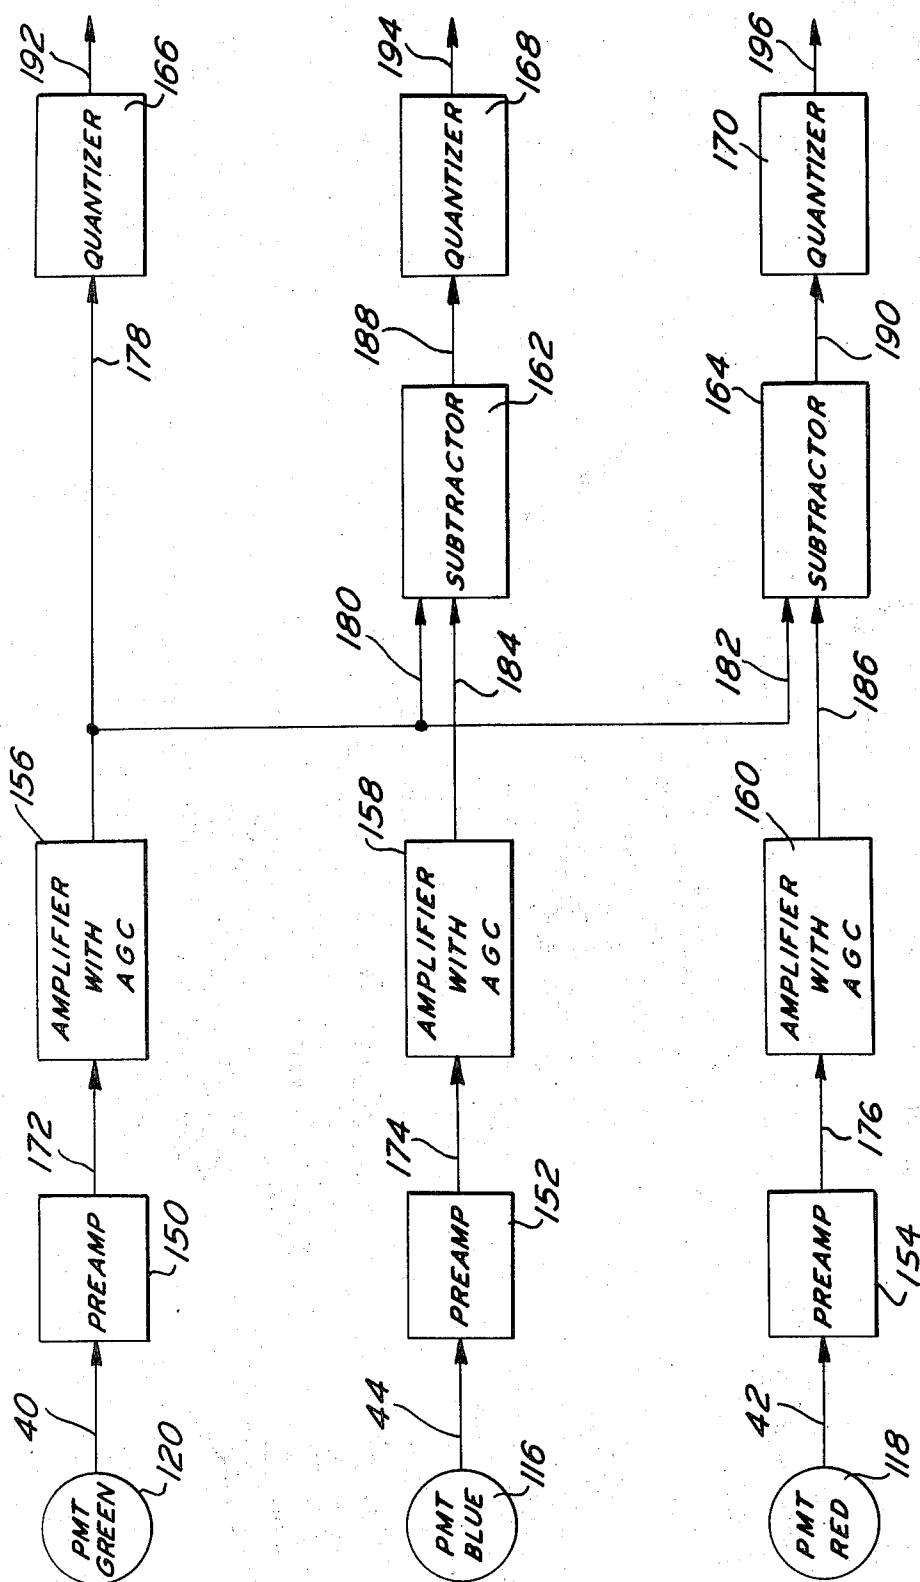 PMT
GREEN
120
40
PREAMP
150
172
AMPLIFIER
WITH
AGC
156
178
QUANTIZER
166
192
PMT
BLUE
116
44
PREAMP
152
174
AMPLIFIER
WITH
AGC
158
180
184
SUBTRACTOR
162
188
QUANTIZER
168
194
PMT
RED
118
42
PREAMP
154
176
AMPLIFIER
WITH
AGC
160
182
186
SUBTRACTOR
164
190
QUANTIZER
170
196